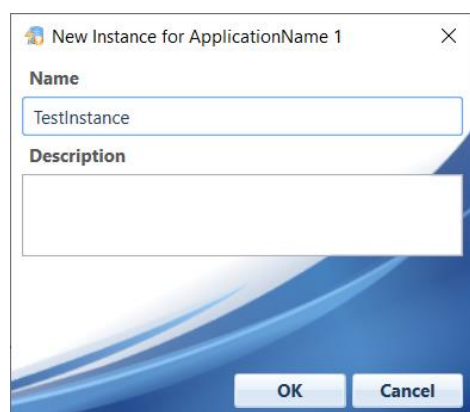 New Instance for ApplicationName 1
Name
TestInstance
Description
OK Cancel